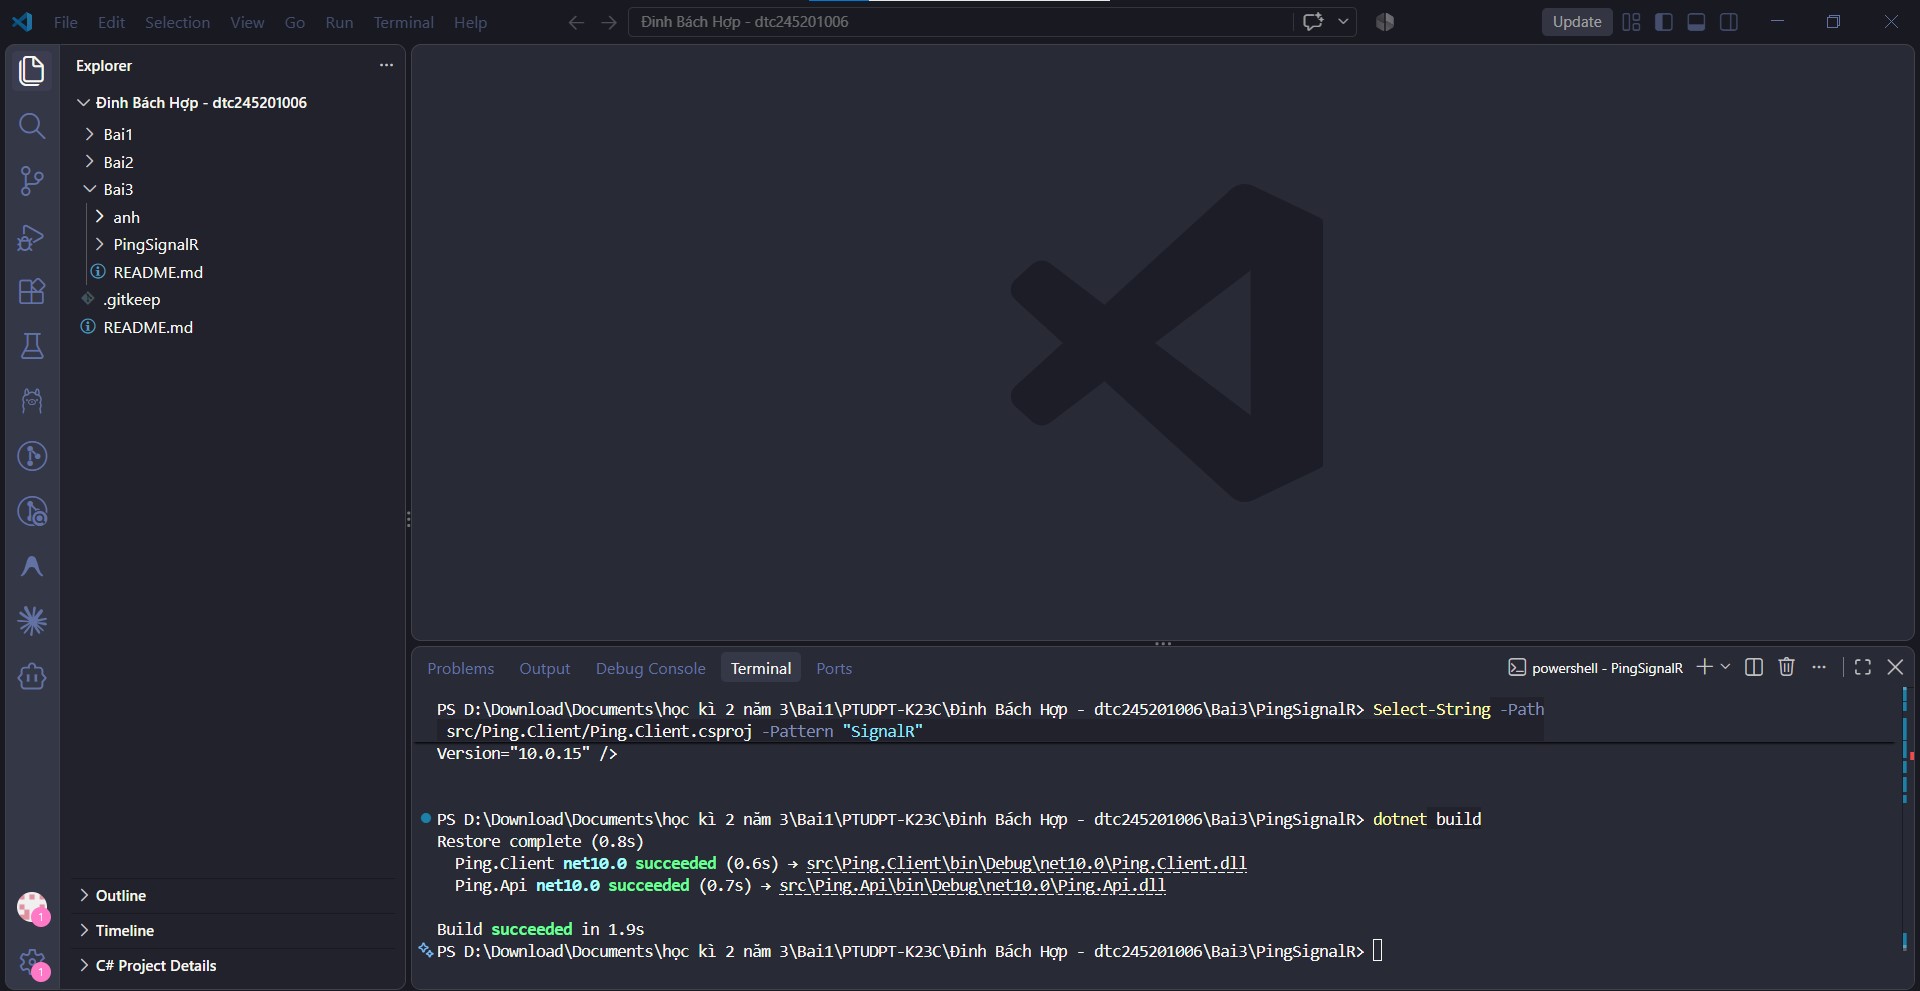 File Edit Selection View Go Run Terminal Help
Đinh Bách Hợp - dtc245201006
Update
Explorer
Đinh Bách Hợp - dtc245201006
Bai1
Bai2
Bai3
anh
PingSignalR
README.md
.gitkeep
README.md
Outline
Timeline
C# Project Details
1
1
Problems Output Debug Console Terminal Ports
powershell - PingSignalR
PS D:\Download\Documents\học kì 2 năm 3\Bai1\PTUDPT-K23C\Đinh Bách Hợp - dtc245201006\Bai3\PingSignalR> Select-String -Path
src/Ping.Client/Ping.Client.csproj -Pattern "SignalR"
Version="10.0.15" />
PS D:\Download\Documents\học kì 2 năm 3\Bai1\PTUDPT-K23C\Đinh Bách Hợp - dtc245201006\Bai3\PingSignalR> dotnet build
Restore complete (0.8s)
Ping.Client net10.0 succeeded (0.6s) → src\Ping.Client\bin\Debug\net10.0\Ping.Client.dll
Ping.Api net10.0 succeeded (0.7s) → src\Ping.Api\bin\Debug\net10.0\Ping.Api.dll
Build succeeded in 1.9s
PS D:\Download\Documents\học kì 2 năm 3\Bai1\PTUDPT-K23C\Đinh Bách Hợp - dtc245201006\Bai3\PingSignalR>